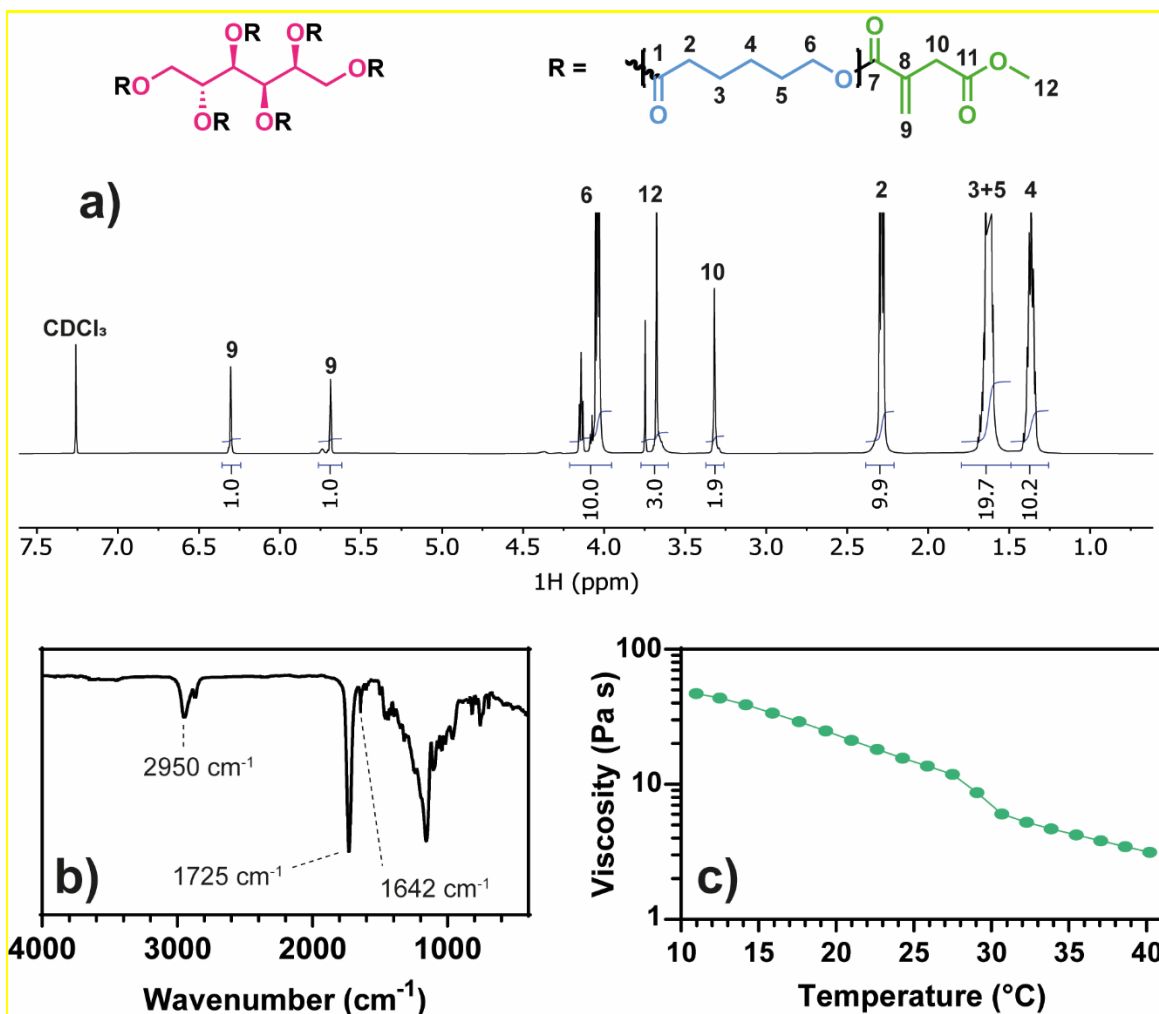 OR OR OR
OR
RO
OR OR
R =
1 2 4 6 O 8 10 11 O
O 3 5 O 7 9 O 12
a)
CDCl₃
9
9
6
12
10
2
3+5
4
1.0
1.0
10.0
3.0
1.9
9.9
19.7
10.2
7.5 7.0 6.5 6.0 5.5 5.0 4.5 4.0 3.5 3.0 2.5 2.0 1.5 1.0
1H (ppm)
2950 cm⁻¹
1725 cm⁻¹
1642 cm⁻¹
b)
4000 3000 2000 1000
Wavenumber (cm⁻¹)
100
10
1
Viscosity (Pa s)
c)
10 15 20 25 30 35 40
Temperature (°C)